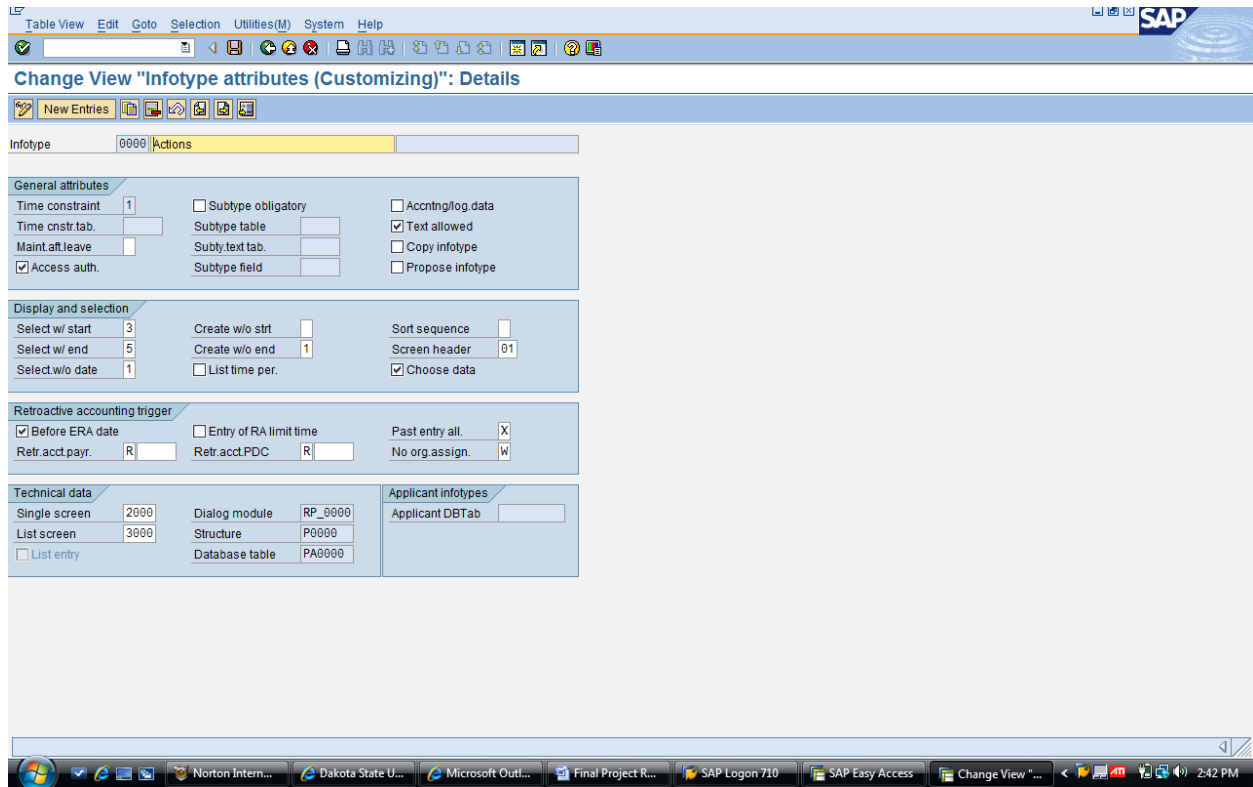 Table View Edit Goto Selection Utilities(M) System Help
SAP
Change View "Infotype attributes (Customizing)": Details
New Entries
Infotype 0000 Actions
General attributes
Time constraint 1 Subtype obligatory Accntng/log.data
Time cnstr.tab. Subtype table Text allowed
Maint.aft.leave Subty.text tab. Copy infotype
Access auth. Subtype field Propose infotype
Display and selection
Select w/ start 3 Create w/o strt Sort sequence
Select w/ end 5 Create w/o end 1 Screen header 01
Select.w/o date 1 List time per. Choose data
Retroactive accounting trigger
Before ERA date Entry of RA limit time Past entry all. X
Retr.acct.payr. R Retr.acct.PDC R No org.assign. W
Technical data Applicant infotypes
Single screen 2000 Dialog module RP_0000 Applicant DBTab
List screen 3000 Structure P0000
List entry Database table PA0000
Norton Intern... Dakota State U... Microsoft Outl... Final Project R... SAP Logon 710 SAP Easy Access Change View "... ATI 2:42 PM